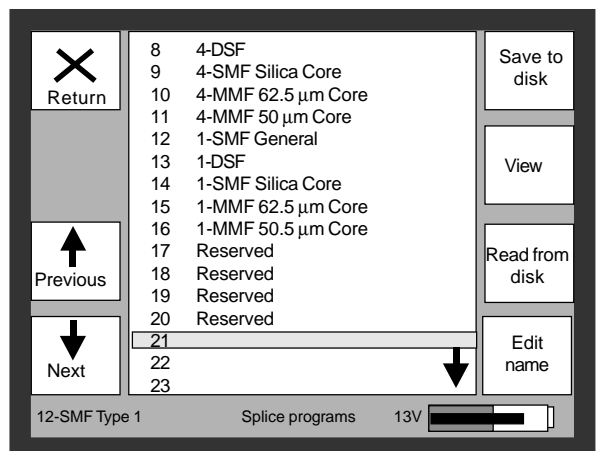 Return
Previous
Next
8 4-DSF
9 4-SMF Silica Core
10 4-MMF 62.5 µm Core
11 4-MMF 50 µm Core
12 1-SMF General
13 1-DSF
14 1-SMF Silica Core
15 1-MMF 62.5 µm Core
16 1-MMF 50.5 µm Core
17 Reserved
18 Reserved
19 Reserved
20 Reserved
21
22
23
Save to
disk
View
Read from
disk
Edit
name
12-SMF Type 1 Splice programs 13V